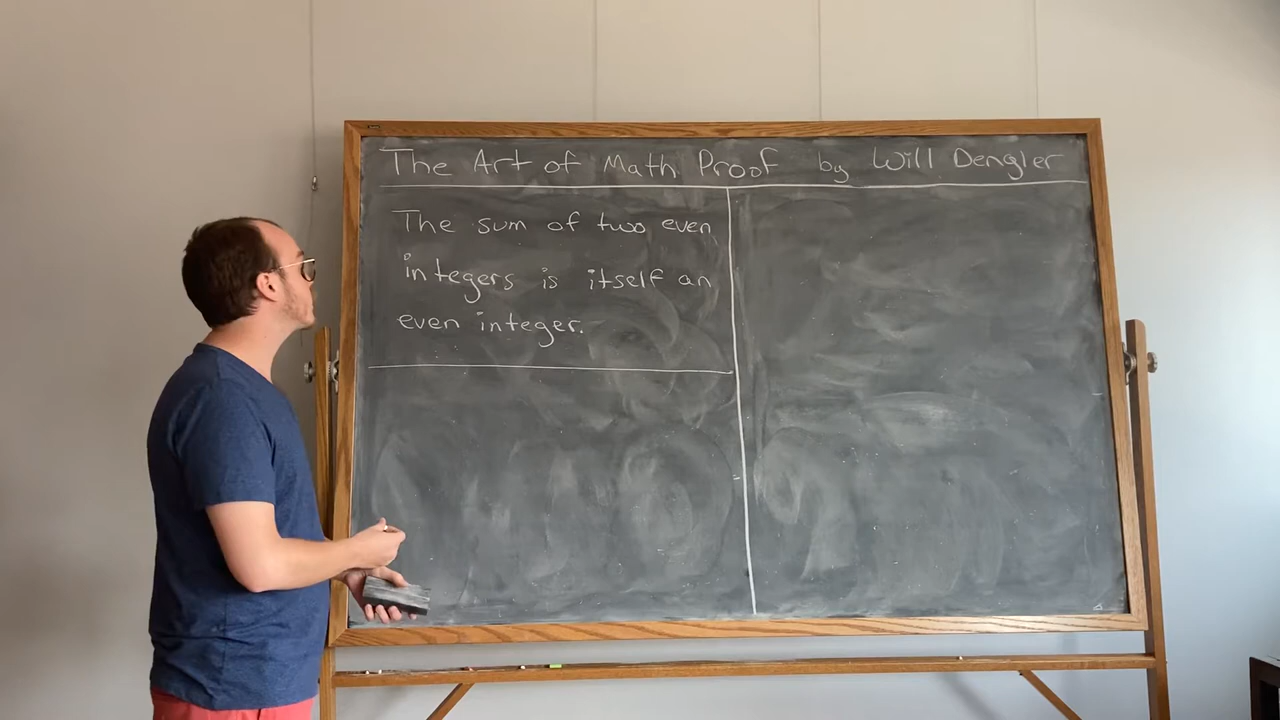 The Art of Math Proof by Will Dengler
The sum of two even
integers is itself an
even integer.